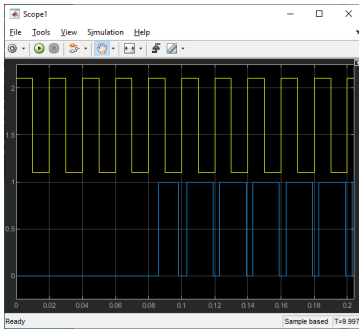 Scope1
File Tools View Simulation Help
2
1.5
1
0.5
0
0 0.02 0.04 0.06 0.08 0.1 0.12 0.14 0.16 0.18 0.2
Ready Sample based T=9.997